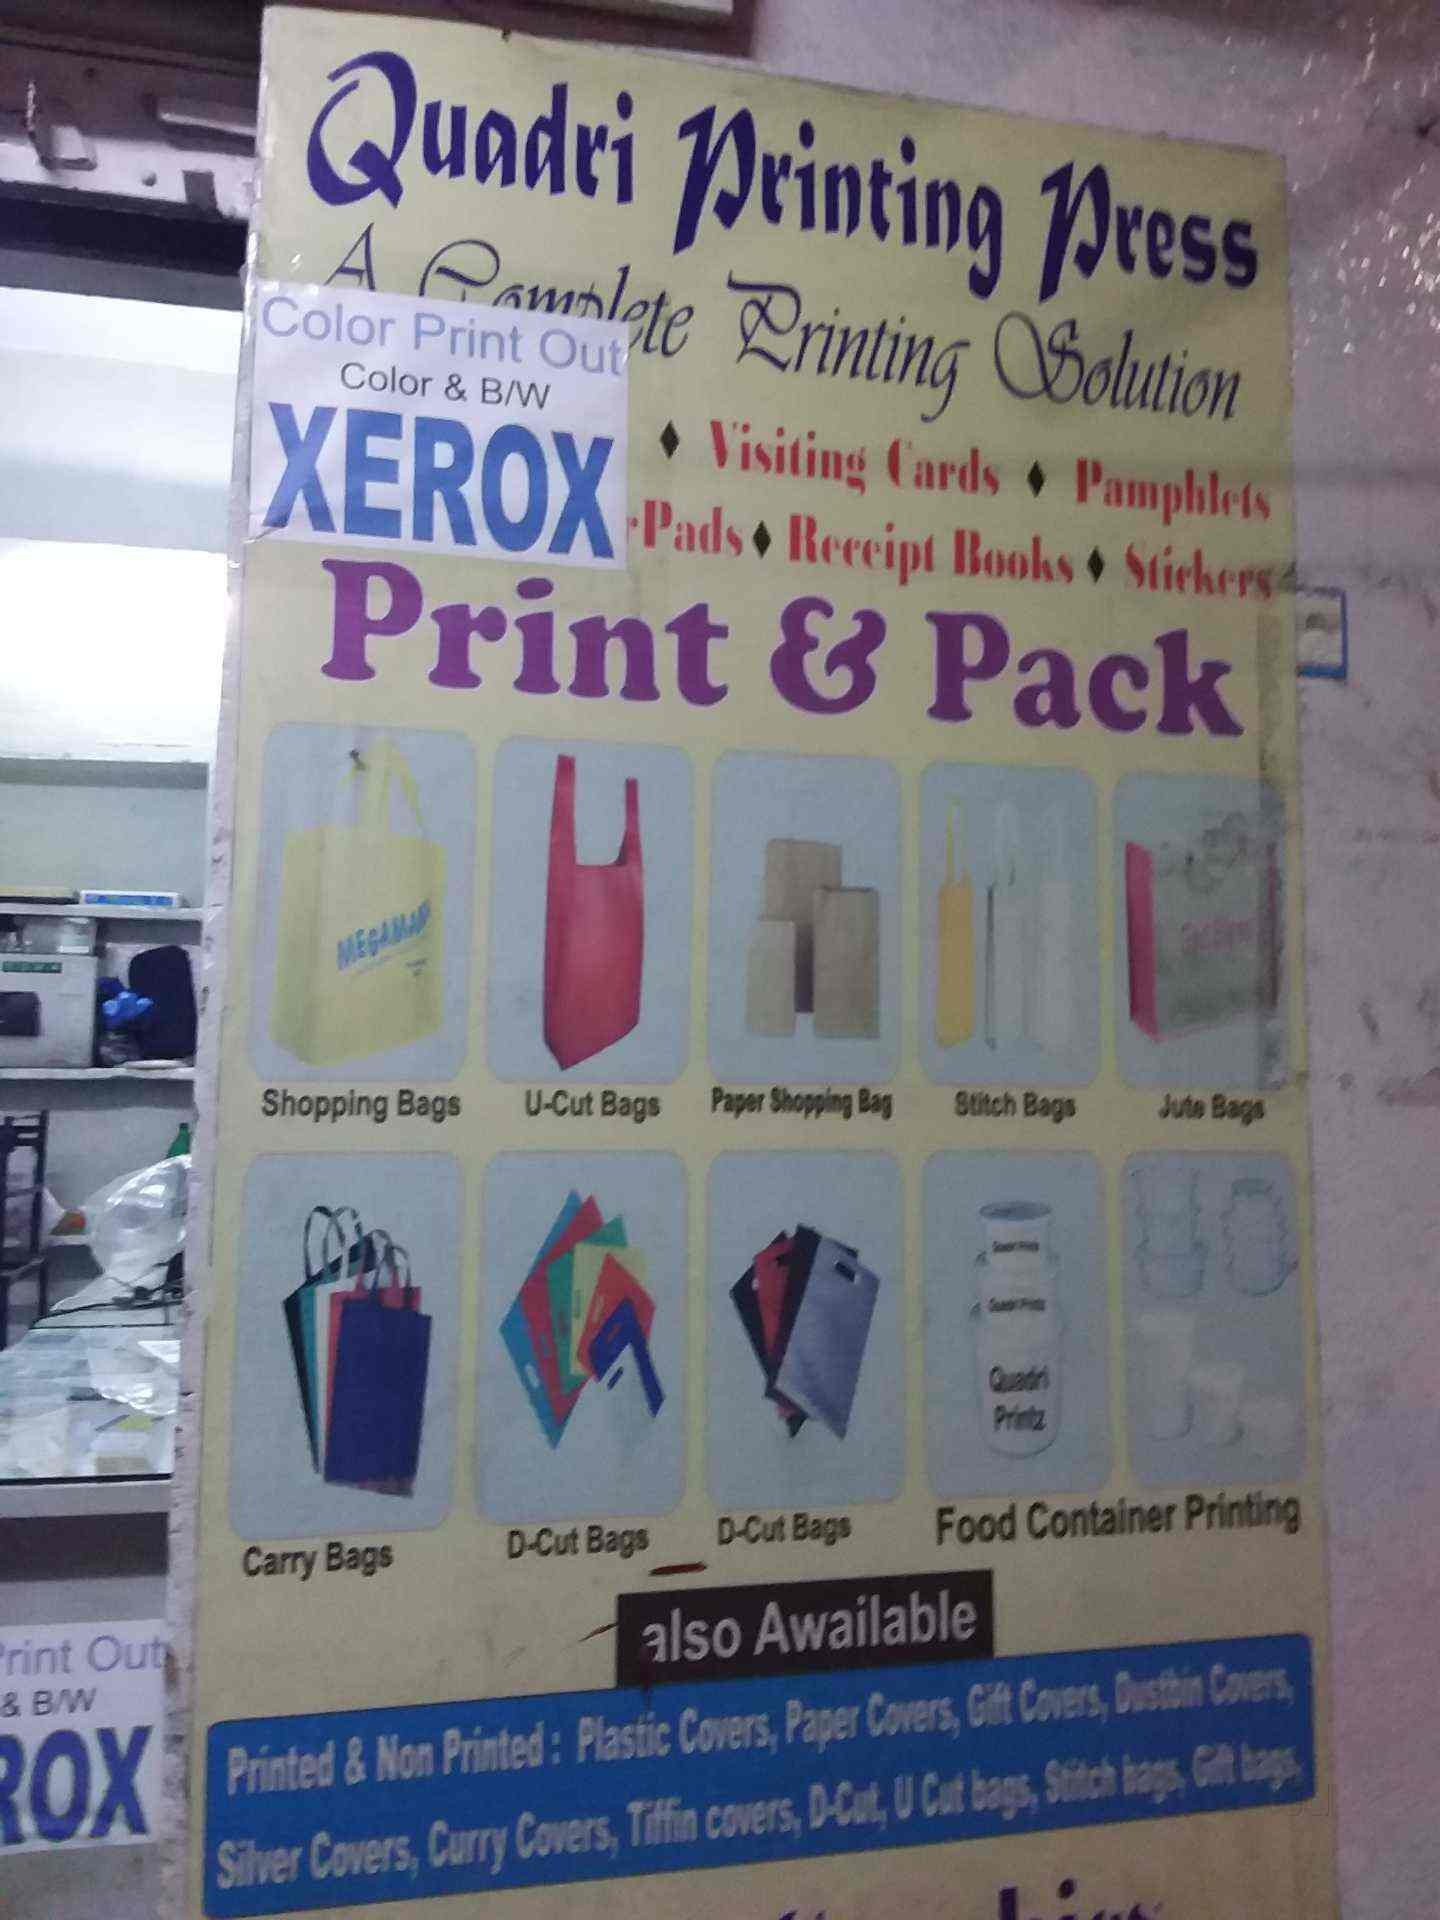 Quadri Printing Press
A Complete Printing Solution
Color Print Out
Color & B/W
XEROX
♦ Visiting Cards ♦ Pamphlets
Pads ♦ Receipt Books ♦ Stickers
Print & Pack
MEGAMART
Shopping Bags
U-Cut Bags
Paper Shopping Bag
Stitch Bags
Jute Bags
Quadri
Printz
Carry Bags
D-Cut Bags
D-Cut Bags
Food Container Printing
also Awailable
Printed & Non Printed : Plastic Covers, Paper Covers, Gift Covers, Dustbin Covers,
Silver Covers, Curry Covers, Tiffin covers, D-Cut, U Cut bags, Stitch bags, Gift bags,
Print Out
& B/W
ROX